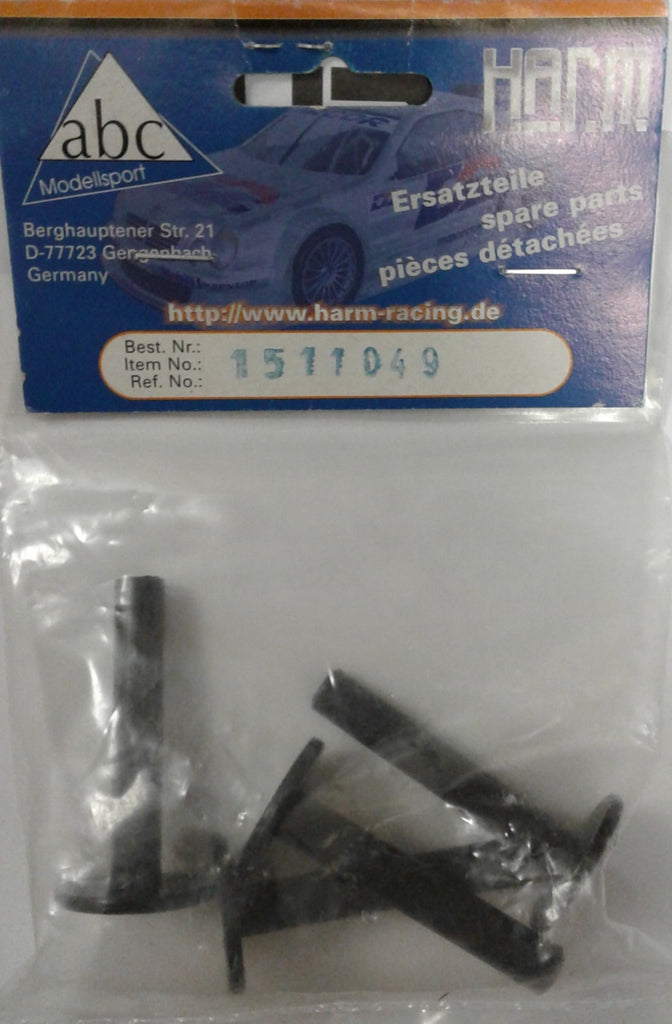 abc
Modellsport
HARM
Berghauptener Str. 21
D-77723 Gengenbach
Germany
Ersatzteile
spare parts
pièces détachées
http://www.harm-racing.de
Best. Nr.:
Item No.:
Ref. No.:
1511049